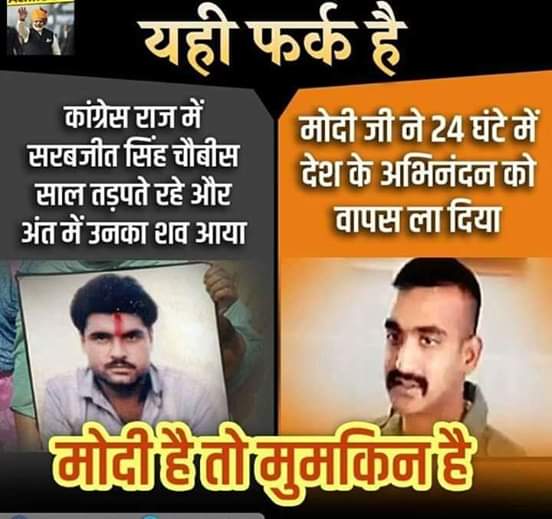 यही फर्क है
कांग्रेस राज में
सरबजीत सिंह चौबीस
साल तड़पते रहे और
अंत में उनका शव आया
मोदी जी ने 24 घंटे में
देश के अभिनंदन को
वापस ला दिया
मोदी है तो मुमकिन है